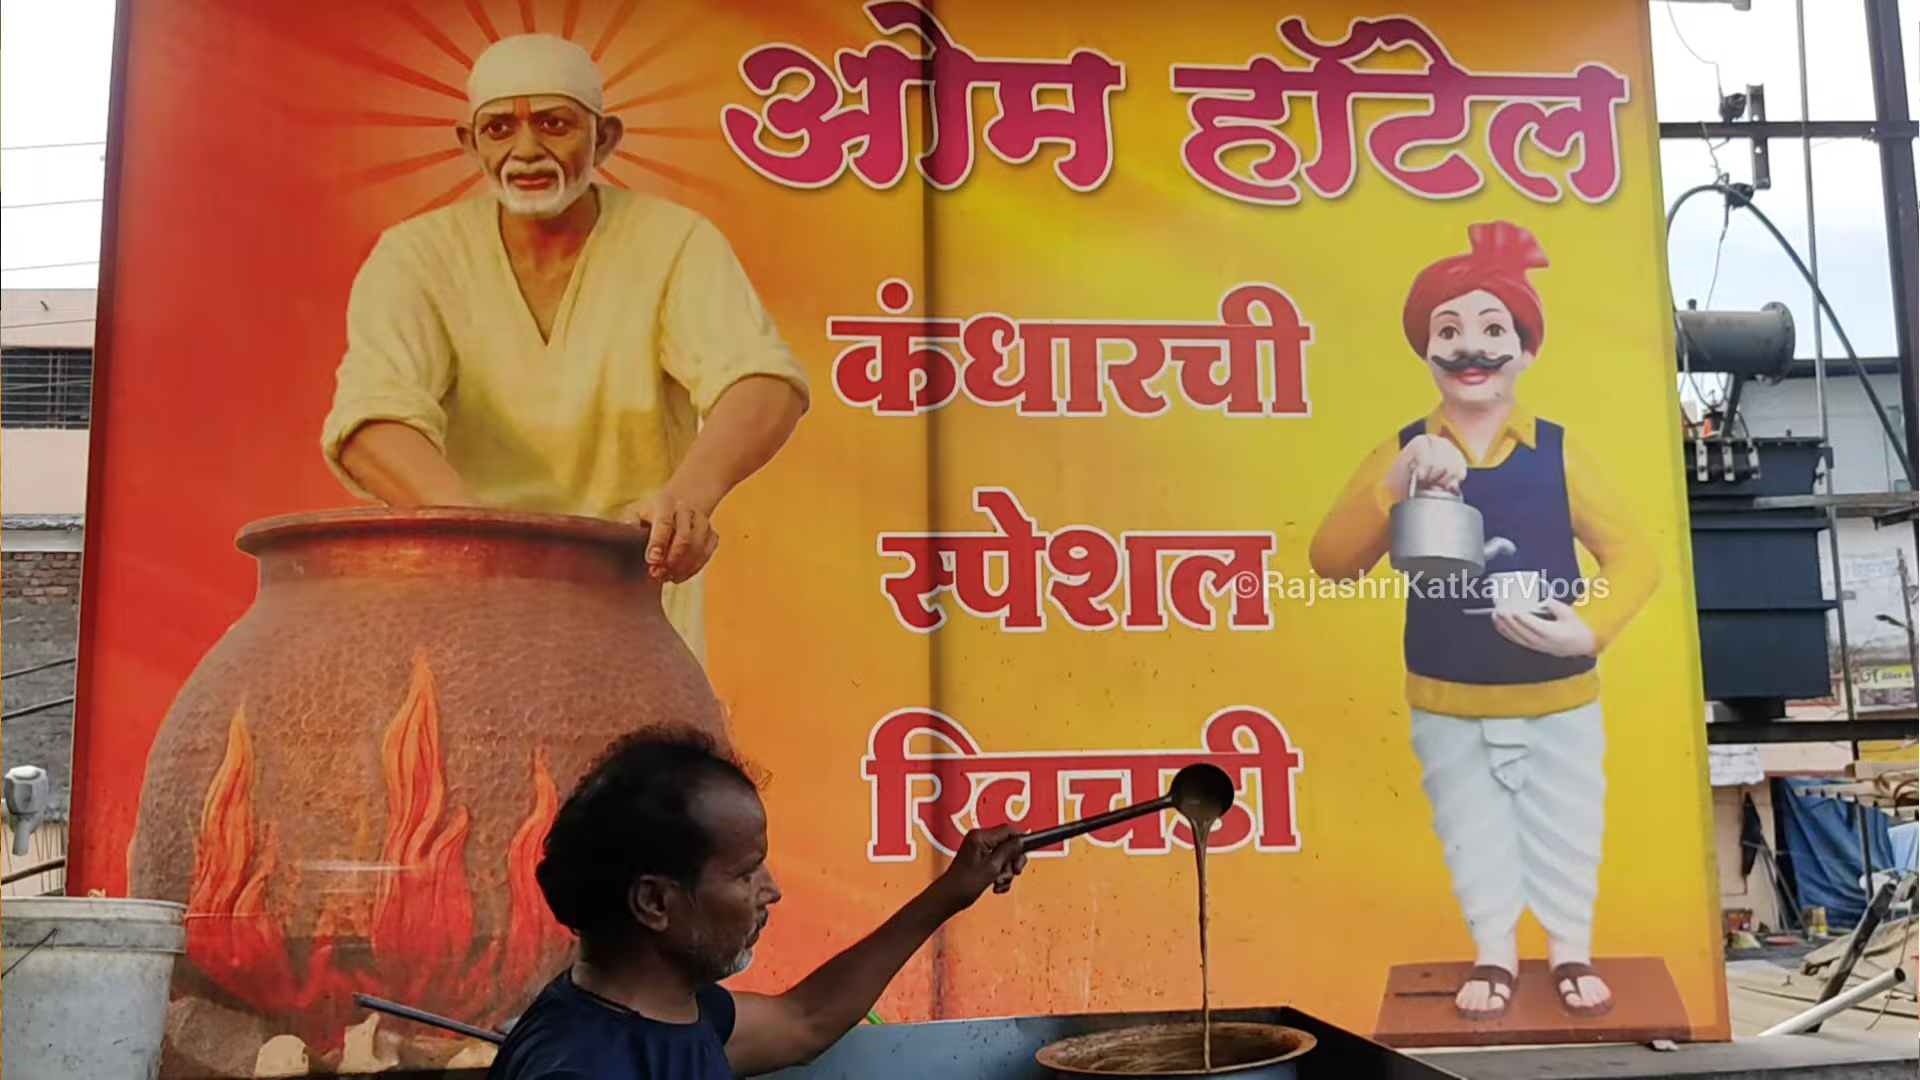 ओम हॉटेल
कंधारची
स्पेशल
©RajashriKatkarVlogs
खिचडी